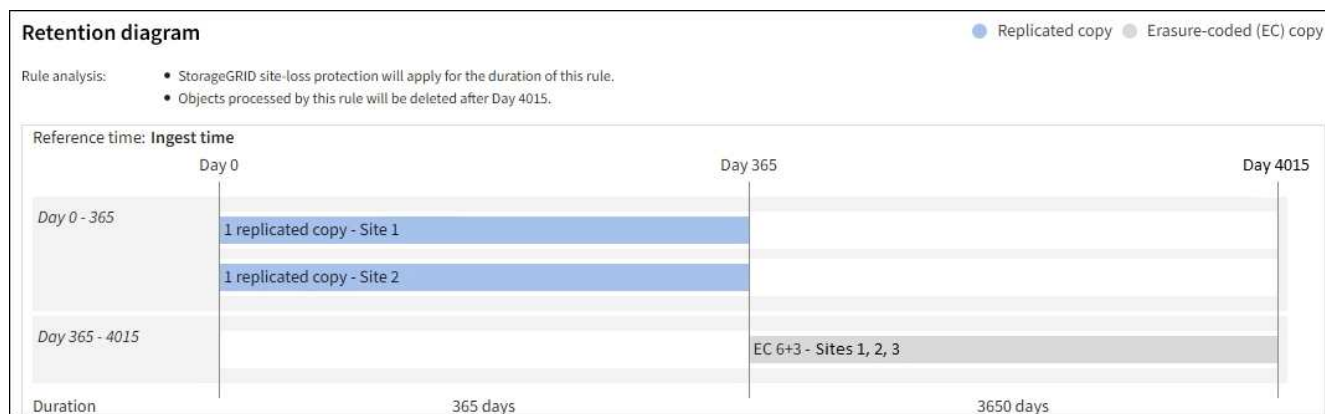 Retention diagram
Replicated copy Erasure-coded (EC) copy
Rule analysis:
• StorageGRID site-loss protection will apply for the duration of this rule.
• Objects processed by this rule will be deleted after Day 4015.
Reference time: Ingest time
Day 0 Day 365 Day 4015
Day 0 - 365
1 replicated copy - Site 1
1 replicated copy - Site 2
Day 365 - 4015
EC 6+3 - Sites 1, 2, 3
Duration 365 days 3650 days